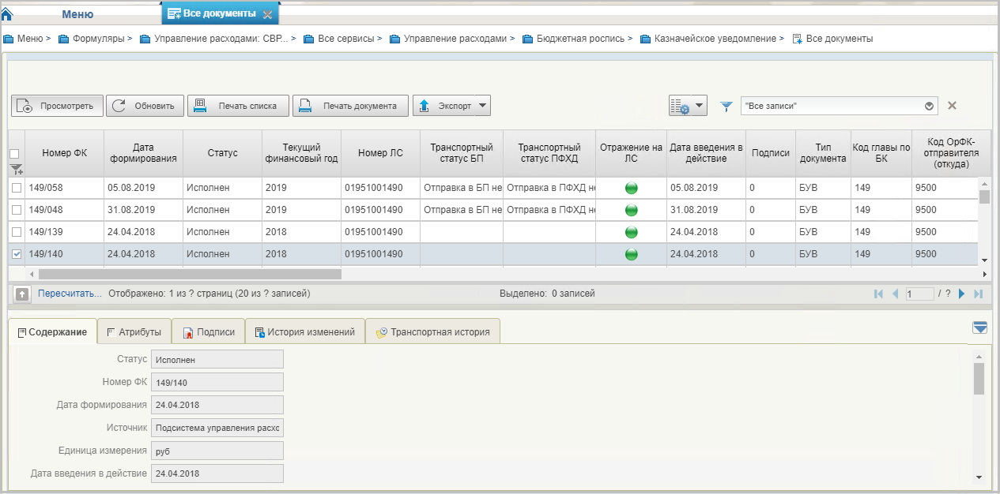 Меню
Все документы
Меню > Формуляры > Управление расходами: СВР... > Все сервисы > Управление расходами > Бюджетная роспись > Казначейское уведомление > Все документы
Просмотреть Обновить Печать списка Печать документа Экспорт "Все записи"
Номер ФК
Дата формирования
Статус
Текущий финансовый год
Номер ЛС
Транспортный статус БП
Транспортный статус ПФХД
Отражение на ЛС
Дата введения в действие
Подписи
Тип документа
Код главы по БК
Код ОрФК-отправителя (откуда)
149/058 05.08.2019 Исполнен 2019 01951001490 Отправка в БП не Отправка в ПФХД не 05.08.2019 0 БУВ 149 9500
149/048 31.08.2019 Исполнен 2019 01951001490 Отправка в БП не Отправка в ПФХД не 31.08.2019 0 БУВ 149 9500
149/139 24.04.2018 Исполнен 2018 01951001490 24.04.2018 0 БУВ 149 9500
149/140 24.04.2018 Исполнен 2018 01951001490 24.04.2018 0 БУВ 149 9500
Пересчитать... Отображено: 1 из ? страниц (20 из ? записей) Выделено: 0 записей 1 / ?
Содержание Атрибуты Подписи История изменений Транспортная история
Статус Исполнен
Номер ФК 149/140
Дата формирования 24.04.2018
Источник Подсистема управления расхо
Единица измерения руб
Дата введения в действие 24.04.2018